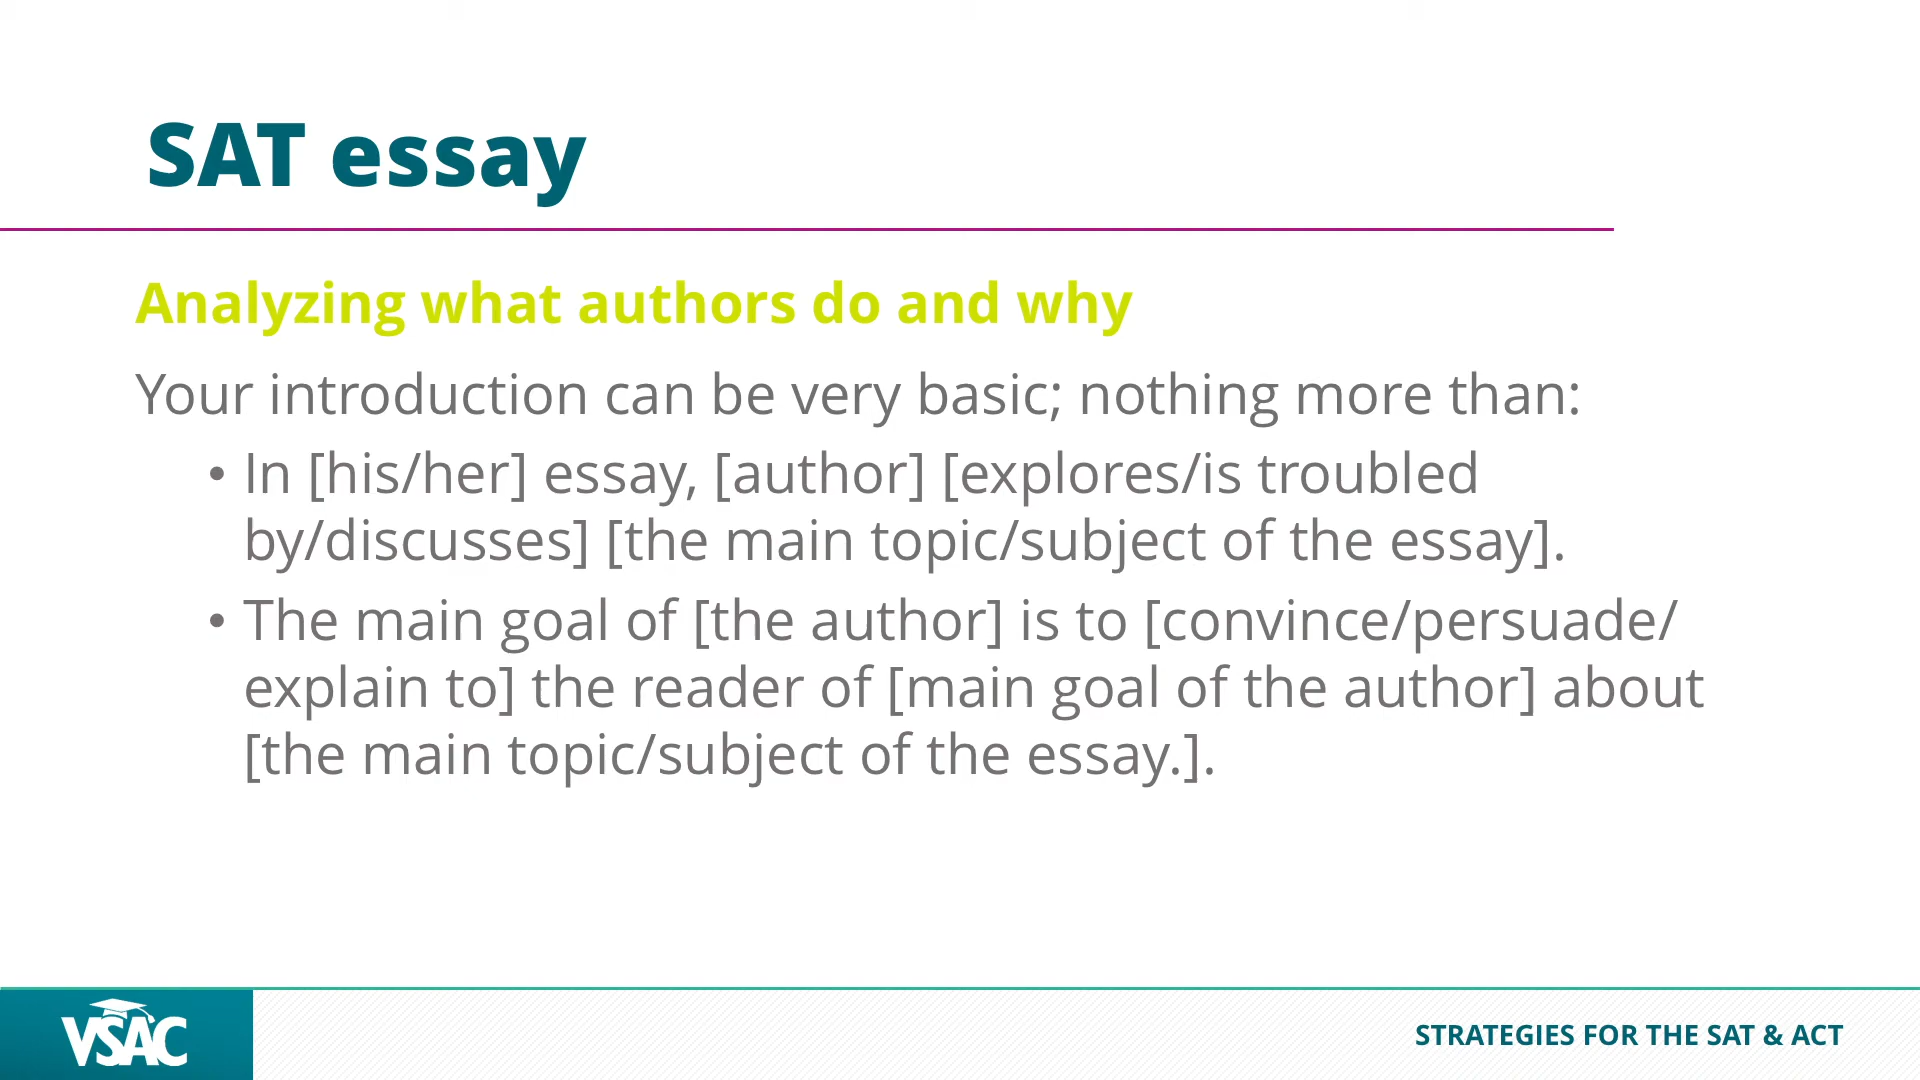 SAT essay
Analyzing what authors do and why
Your introduction can be very basic; nothing more than:
• In [his/her] essay, [author] [explores/is troubled
by/discusses] [the main topic/subject of the essay].
• The main goal of [the author] is to [convince/persuade/
explain to] the reader of [main goal of the author] about
[the main topic/subject of the essay.].
VSAC
STRATEGIES FOR THE SAT & ACT